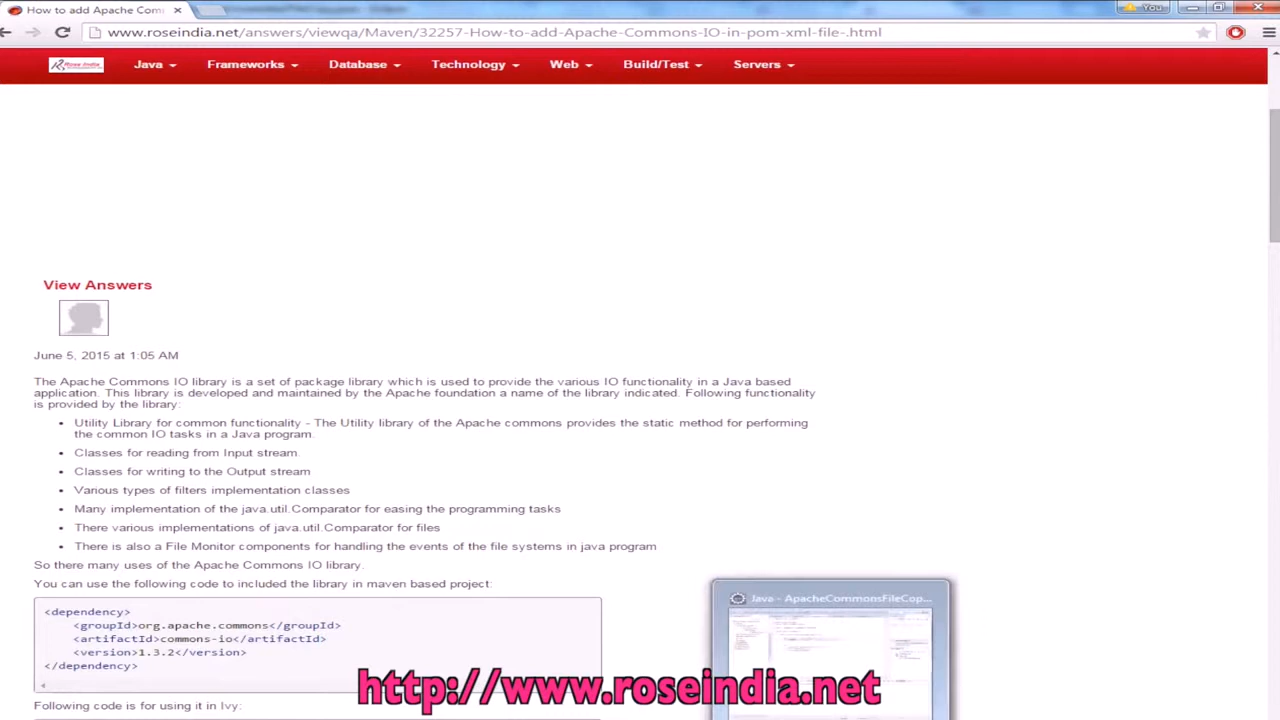 How to add Apache Com
You
www.roseindia.net/answers/viewqa/Maven/32257-How-to-add-Apache-Commons-IO-in-pom-xml-file-.html
Rose India Java Frameworks Database Technology Web Build/Test Servers
View Answers
June 5, 2015 at 1:05 AM
The Apache Commons IO library is a set of package library which is used to provide the various IO functionality in a Java based
application. This library is developed and maintained by the Apache foundation a name of the library indicated. Following functionality
is provided by the library:
• Utility Library for common functionality - The Utility library of the Apache commons provides the static method for performing
the common IO tasks in a Java program.
• Classes for reading from Input stream.
• Classes for writing to the Output stream
• Various types of filters implementation classes
• Many implementation of the java.util.Comparator for easing the programming tasks
• There various implementations of java.util.Comparator for files
• There is also a File Monitor components for handling the events of the file systems in java program
So there many uses of the Apache Commons IO library.
You can use the following code to included the library in maven based project:
<dependency>
<groupId>org.apache.commons</groupId>
<artifactId>commons-io</artifactId>
<version>1.3.2</version>
</dependency>
Java - ApacheCommonsFileCop...
http://www.roseindia.net
Following code is for using it in Ivy: